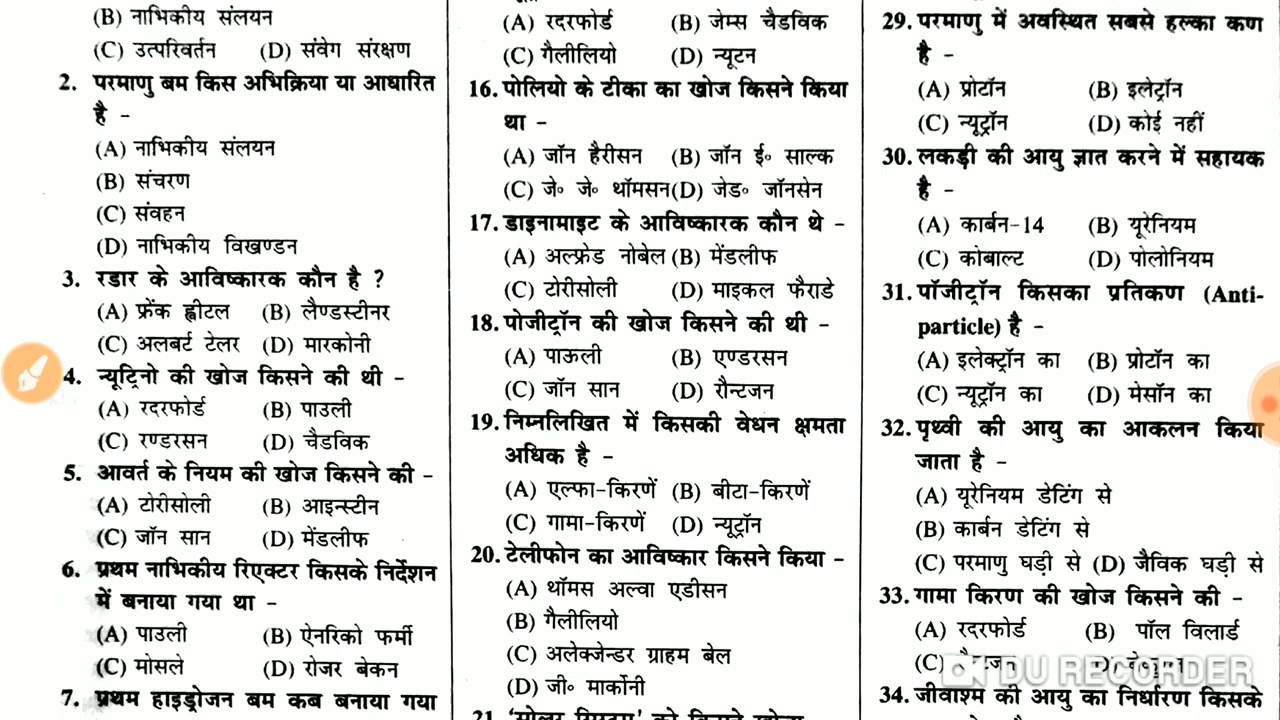 (B) नाभिकीय संलयन
(C) उत्परिवर्तन (D) संवेग संरक्षण
2. परमाणु बम किस अभिक्रिया या आधारित
है -
(A) नाभिकीय संलयन
(B) संचरण
(C) संवहन
(D) नाभिकीय विखण्डन
3. रडार के आविष्कारक कौन है ?
(A) फ्रेंक ह्वीटल (B) लैण्डस्टीनर
(C) अलबर्ट टेलर (D) मारकोनी
4. न्यूट्रिनो की खोज किसने की थी -
(A) रदरफोर्ड (B) पाउली
(C) रणडरसन (D) चैडविक
5. आवर्त के नियम की खोज किसने की -
(A) टोरीसोली (B) आइन्स्टीन
(C) जॉन सान (D) मेंडलीफ
6. प्रथम नाभिकीय रिएक्टर किसके निर्देशन
में बनाया गया था -
(A) पाउली (B) ऐनरिको फर्मी
(C) मोसले (D) रोजर बेकन
7. प्रथम हाइड्रोजन बम कब बनाया गया
(A) रदरफोर्ड (B) जेम्स चैडविक
(C) गैलीलियो (D) न्यूटन
16. पोलियो के टीका का खोज किसने किया
था -
(A) जॉन हैरीसन (B) जॉन ई० साल्क
(C) जे० जे० थॉमसन (D) जेड० जॉनसेन
17. डाइनामाइट के आविष्कारक कौन थे -
(A) अल्फ्रेड नोबेल (B) मेंडलीफ
(C) टोरीसोली (D) माइकल फैराडे
18. पोजीट्रॉन की खोज किसने की थी -
(A) पाऊली (B) एण्डरसन
(C) जॉन सान (D) रौन्टजन
19. निम्नलिखित में किसकी वेधन क्षमता
अधिक है -
(A) एल्फा-किरणें (B) बीटा-किरणें
(C) गामा-किरणें (D) न्यूट्रॉन
20. टेलीफोन का आविष्कार किसने किया -
(A) थॉमस अल्वा एडीसन
(B) गैलीलियो
(C) अलेक्जेन्डर ग्राहम बेल
(D) जी० मार्कोनी
21.
29. परमाणु में अवस्थित सबसे हल्का कण
है -
(A) प्रोटॉन (B) इलेट्रॉन
(C) न्यूट्रॉन (D) कोई नहीं
30. लकड़ी की आयु ज्ञात करने में सहायक
है -
(A) कार्बन-14 (B) यूरेनियम
(C) कोबाल्ट (D) पोलोनियम
31. पॉजीट्रॉन किसका प्रतिकण (Anti-
particle) है -
(A) इलेक्ट्रॉन का (B) प्रोटॉन का
(C) न्यूट्रॉन का (D) मेसॉन का
32. पृथ्वी की आयु का आकलन किया
जाता है -
(A) यूरेनियम डेटिंग से
(B) कार्बन डेटिंग से
(C) परमाणु घड़ी से (D) जैविक घड़ी से
33. गामा किरण की खोज किसने की -
(A) रदरफोर्ड (B) पॉल विलार्ड
(C) (D)
DU RECORDER
34. जीवाश्म की आयु का निर्धारण किसके